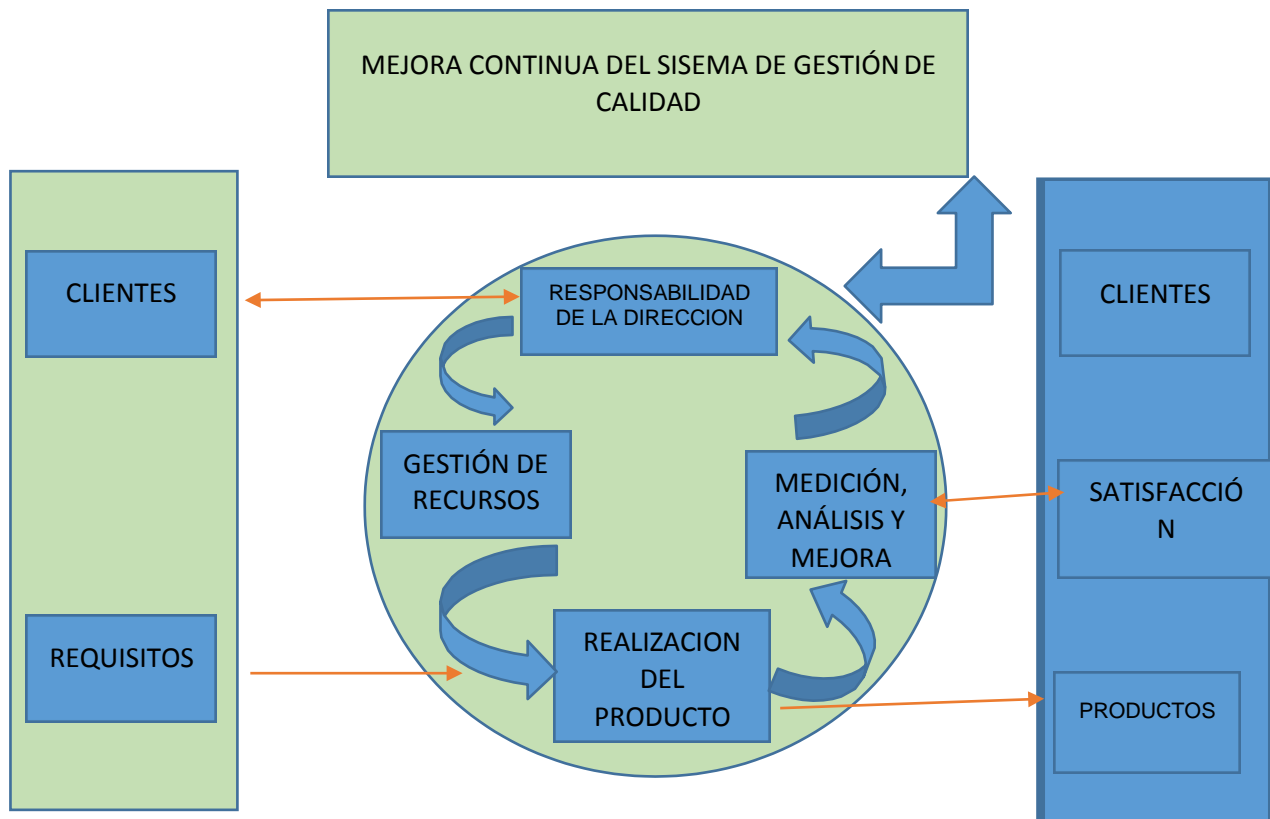 MEJORA CONTINUA DEL SISEMA DE GESTIÓN DE
CALIDAD
CLIENTES
REQUISITOS
RESPONSABILIDAD
DE LA DIRECCION
GESTIÓN DE
RECURSOS
MEDICIÓN,
ANÁLISIS Y
MEJORA
REALIZACION
DEL
PRODUCTO
CLIENTES
SATISFACCIÓ
N
PRODUCTOS